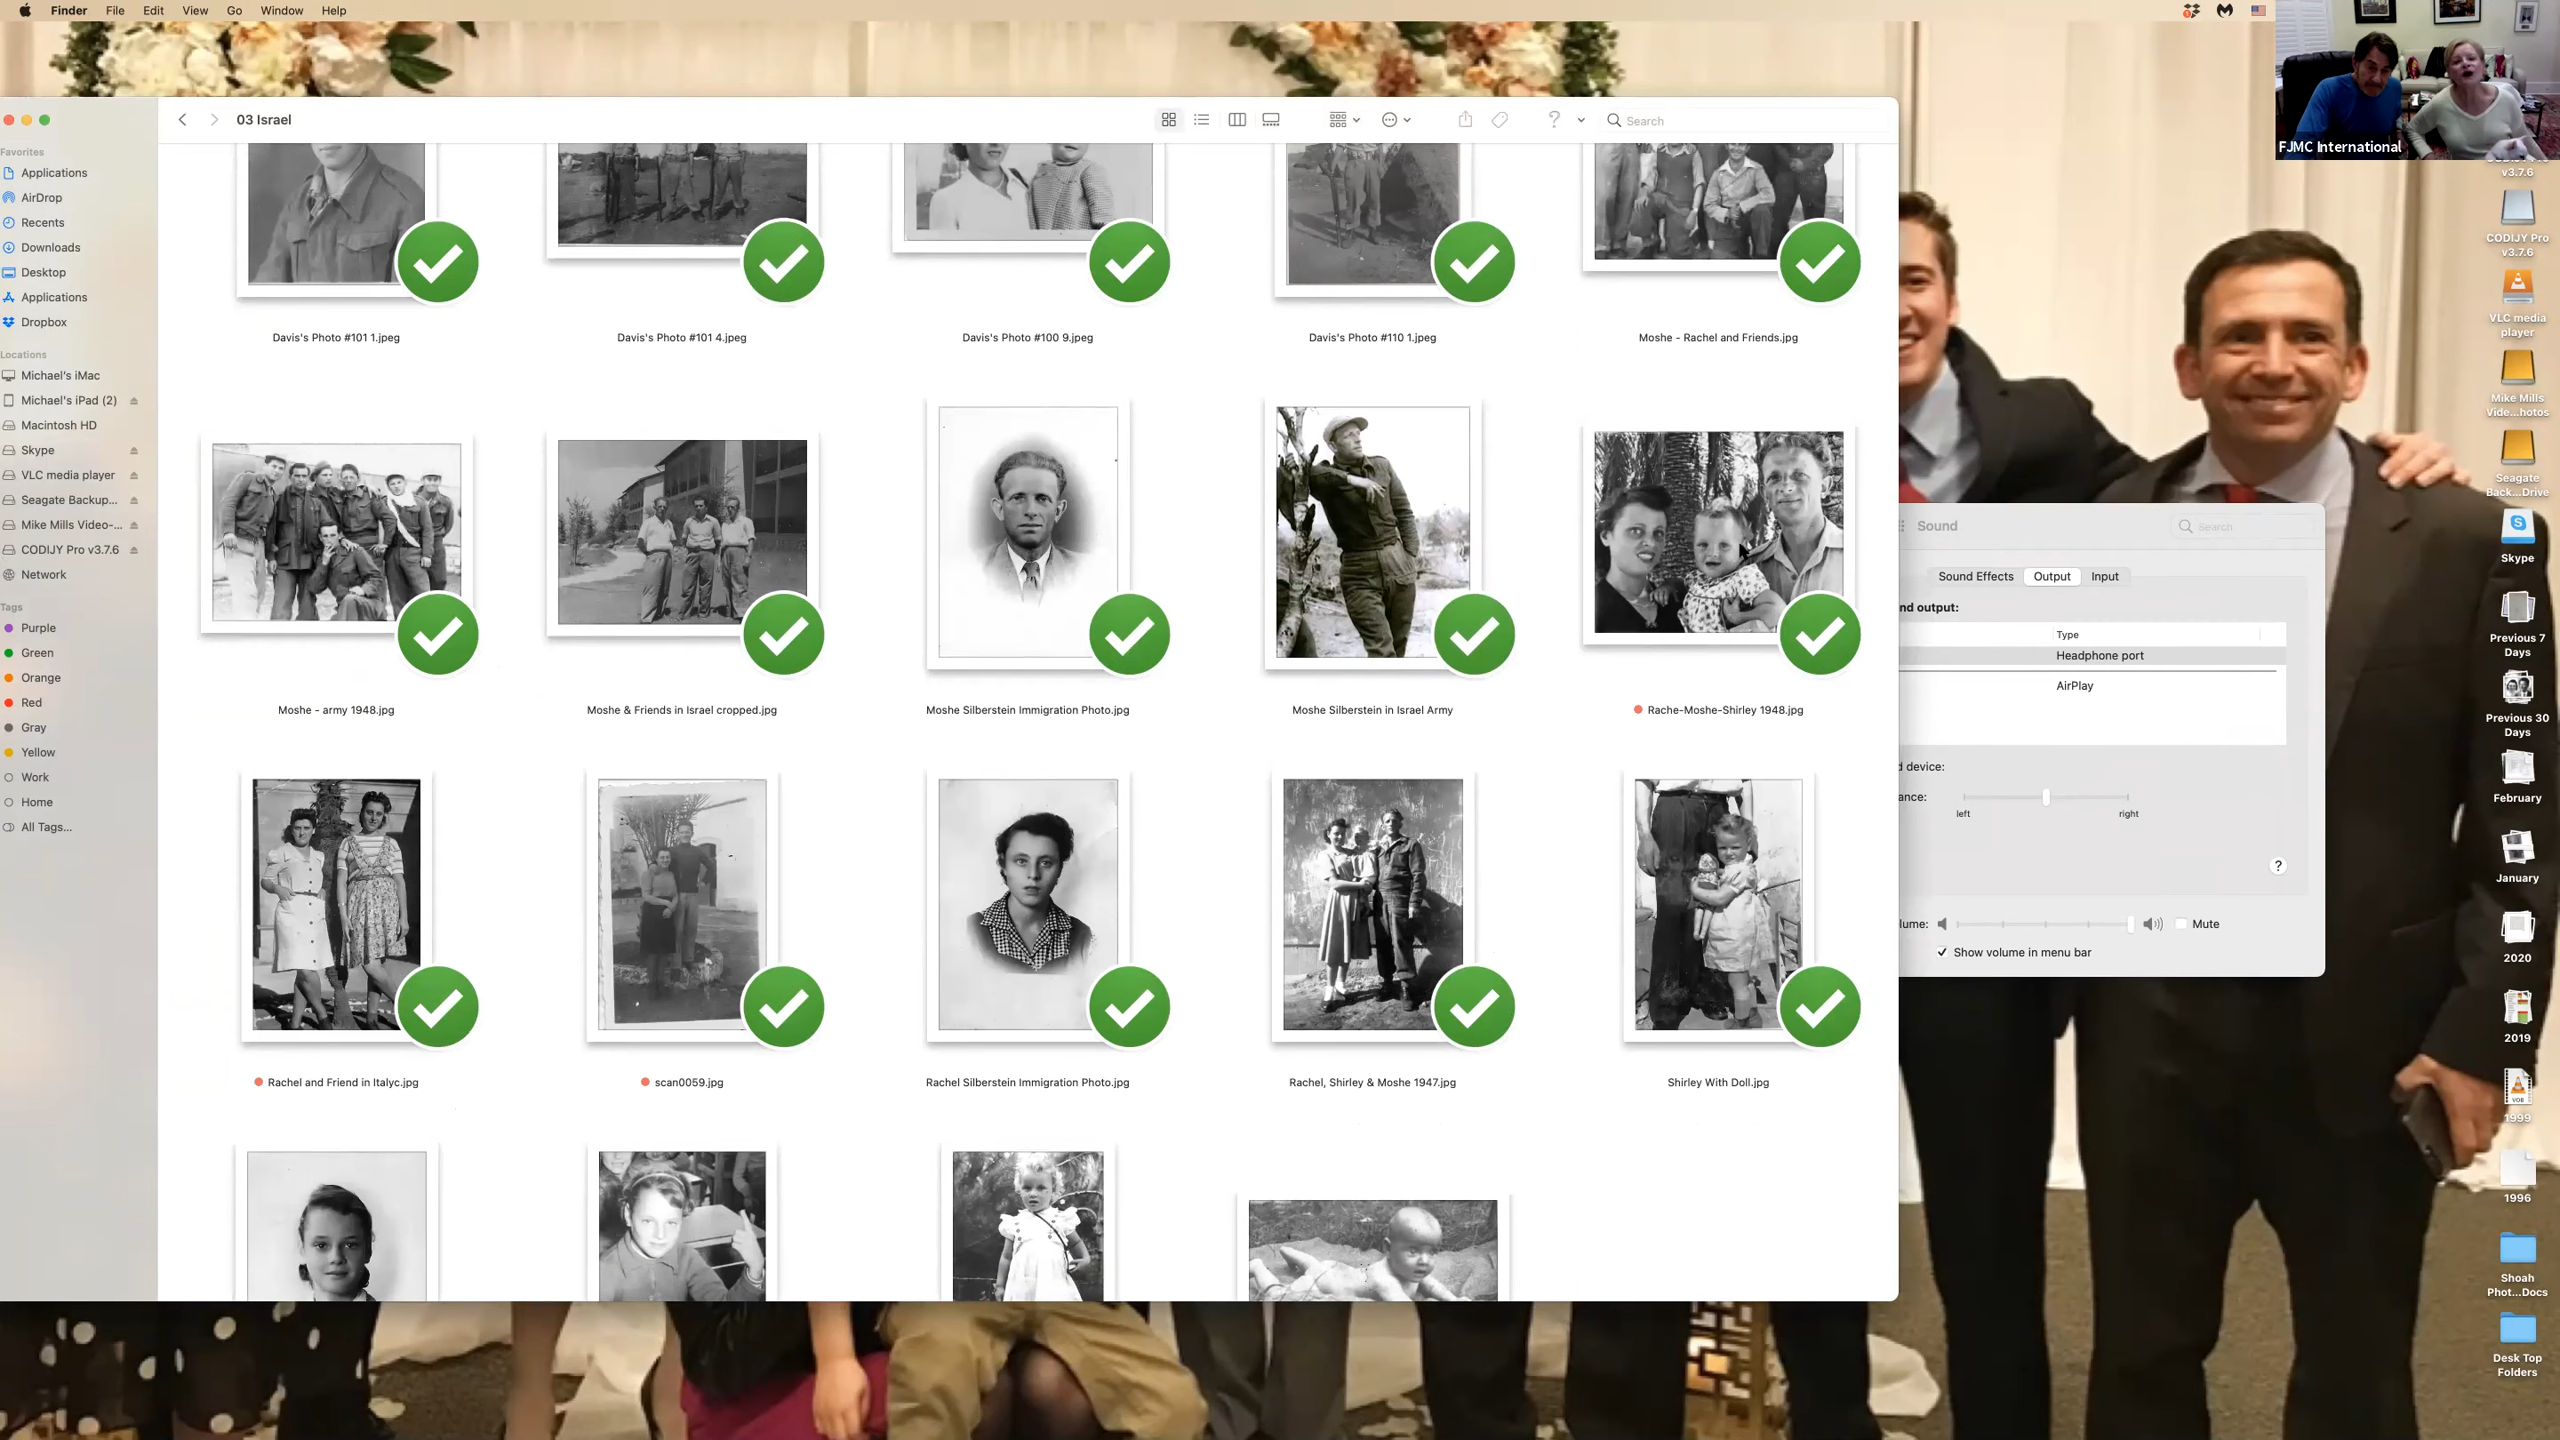 Finder File Edit View Go Window Help
FJMC International
03 Israel
Search
Favorites
Applications
AirDrop
Recents
Downloads
Desktop
Applications
Dropbox
Locations
Michael's iMac
Michael's iPad (2)
Macintosh HD
Skype
VLC media player
Seagate Backup...
Mike Mills Video-...
CODIJY Pro v3.7.6
Network
Tags
Purple
Green
Orange
Red
Gray
Yellow
Work
Home
All Tags...
Davis's Photo #101 1.jpeg
Davis's Photo #101 4.jpeg
Davis's Photo #100 9.jpeg
Davis's Photo #110 1.jpeg
Moshe - Rachel and Friends.jpg
Moshe - army 1948.jpg
Moshe & Friends in Israel cropped.jpg
Moshe Silberstein Immigration Photo.jpg
Moshe Silberstein in Israel Army
Rache-Moshe-Shirley 1948.jpg
Rachel and Friend in Italyc.jpg
scan0059.jpg
Rachel Silberstein Immigration Photo.jpg
Rachel, Shirley & Moshe 1947.jpg
Shirley With Doll.jpg
Sound
Search
Sound Effects Output Input
nd output:
Type
Headphone port
AirPlay
d device:
ance:
left right
?
lume:
Mute
Show volume in menu bar
v3.7.6
CODIJY Pro
v3.7.6
VLC media
player
Mike Mills
Vide...hotos
Seagate
Back...Drive
Skype
Previous 7
Days
Previous 30
Days
February
January
2020
2019
VOB
1999
1996
Shoah
Phot...Docs
Desk Top
Folders